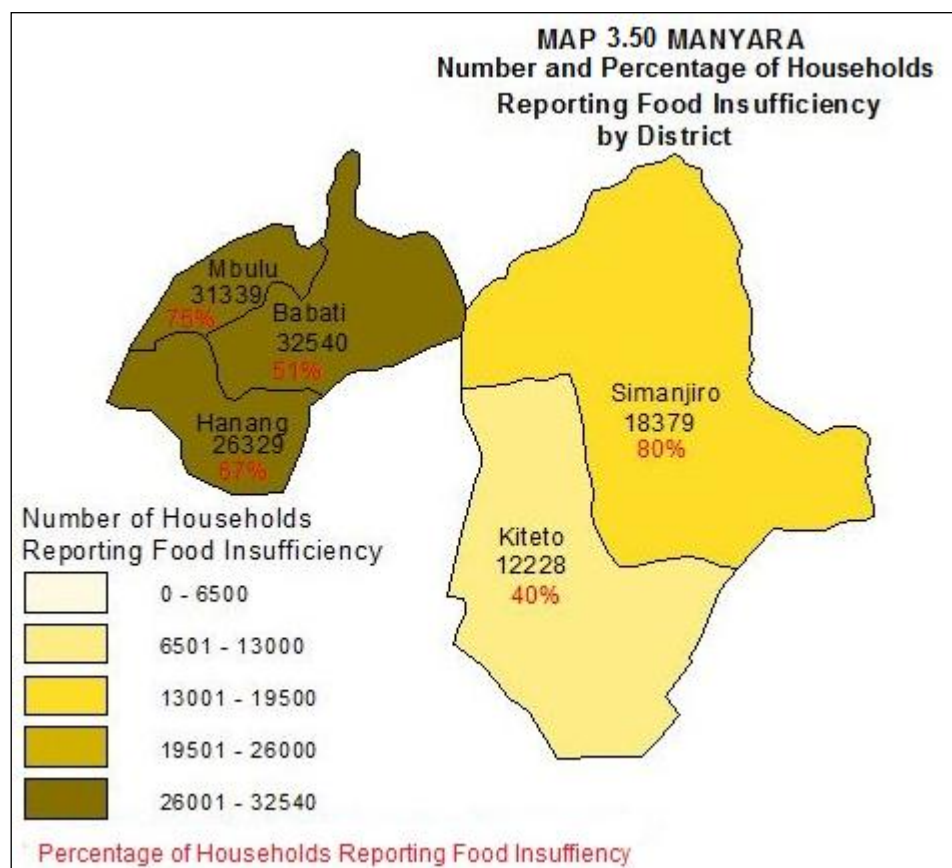 MAP 3.50 MANYARA
Number and Percentage of Households
Reporting Food Insufficiency
by District
Mbulu
31339
75%
Babati
32540
51%
Hanang
26329
67%
Simanjiro
18379
80%
Kiteto
12228
40%
Number of Households
Reporting Food Insufficiency
0 - 6500
6501 - 13000
13001 - 19500
19501 - 26000
26001 - 32540
Percentage of Households Reporting Food Insuffiency